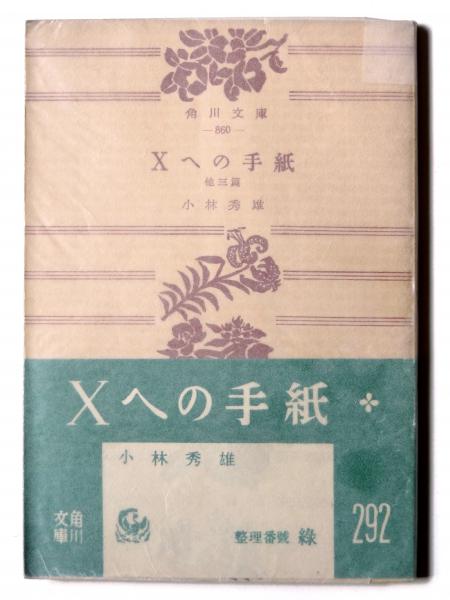 角川文庫
—860—
Xへの手紙
他三篇
小林秀雄
Xへの手紙
小林秀雄
角川文庫
整理番號 綠
292